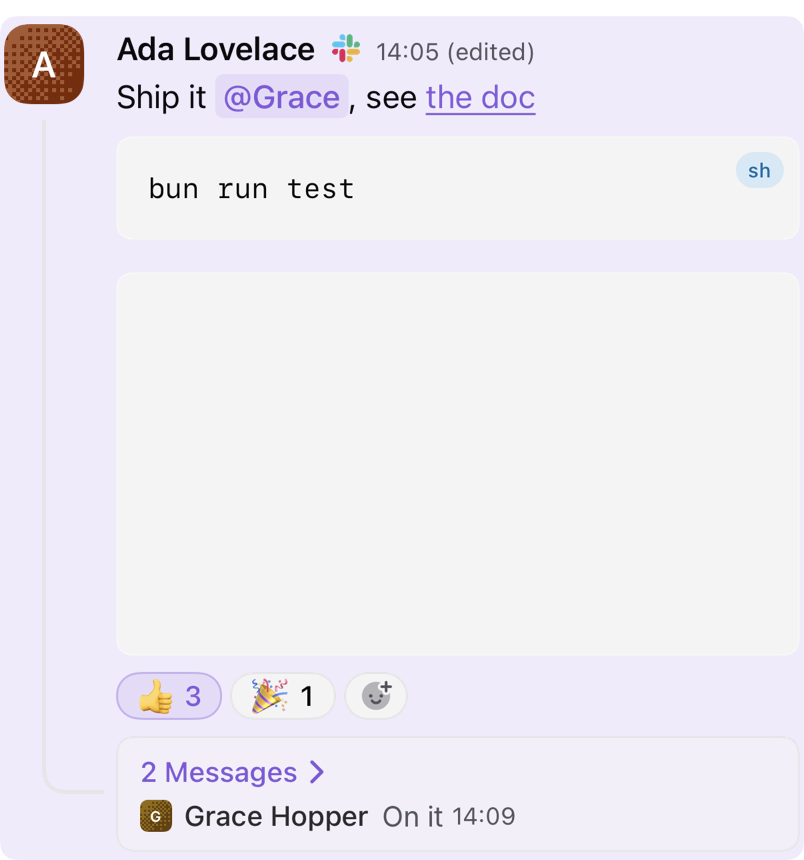 A
Ada Lovelace 14:05 (edited)
Ship it @Grace, see the doc
sh
bun run test
👍 3 🎉 1
2 Messages
G Grace Hopper On it 14:09